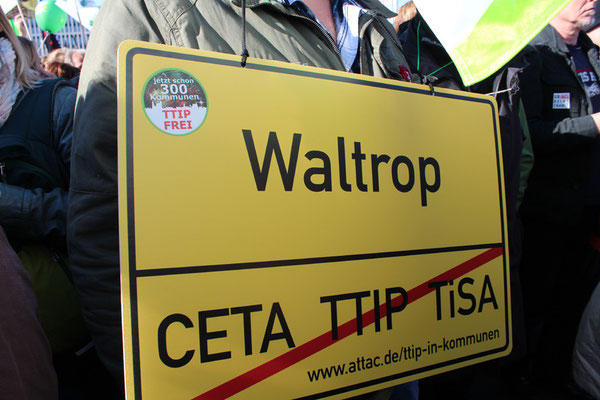 jetzt schon
300
Kommunen
TTIP
FREI
Waltrop
CETA TTIP TiSA
www.attac.de/ttip-in-kommunen